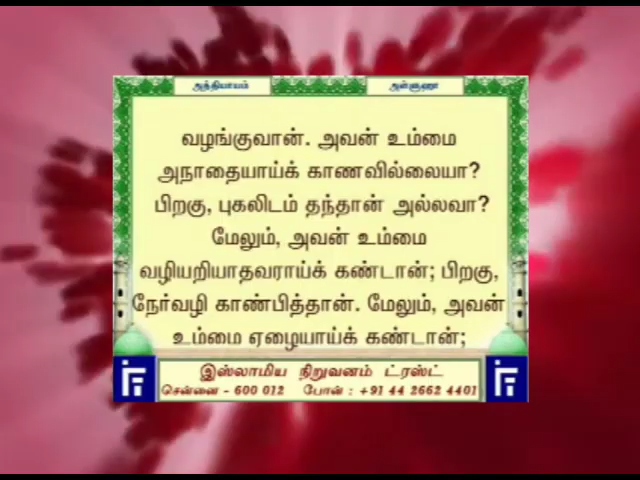 அத்தியாயம் அள்ளுஹா
வழங்குவான். அவன் உம்மை
அநாதையாய்க் காணவில்லையா?
பிறகு, புகலிடம் தந்தான் அல்லவா?
மேலும், அவன் உம்மை
வழியறியாதவராய்க் கண்டான்; பிறகு,
நேர்வழி காண்பித்தான். மேலும், அவன்
உம்மை ஏழையாய்க் கண்டான்;
இஸ்லாமிய நிறுவனம் ட்ரஸ்ட்
சென்னை - 600 012 போன் : +91 44 2662 4401